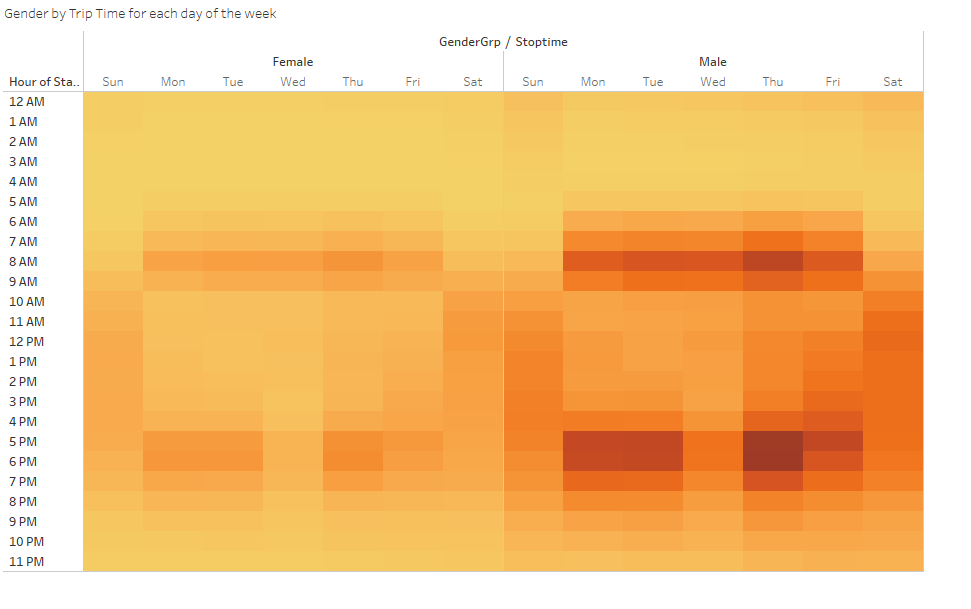 Gender by Trip Time for each day of the week
GenderGrp / Stoptime
Female Male
Hour of Sta.. Sun Mon Tue Wed Thu Fri Sat Sun Mon Tue Wed Thu Fri Sat
12 AM
1 AM
2 AM
3 AM
4 AM
5 AM
6 AM
7 AM
8 AM
9 AM
10 AM
11 AM
12 PM
1 PM
2 PM
3 PM
4 PM
5 PM
6 PM
7 PM
8 PM
9 PM
10 PM
11 PM